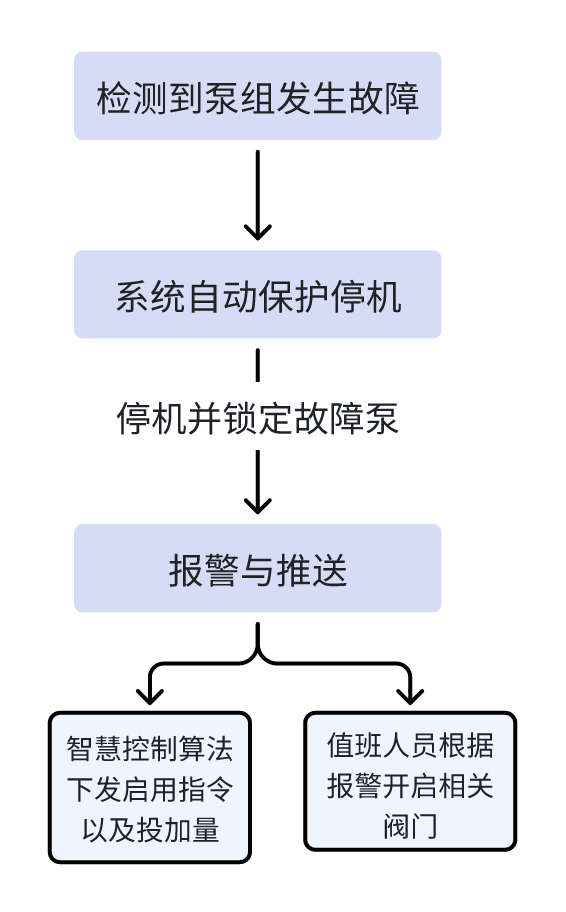 检测到泵组发生故障
系统自动保护停机
停机并锁定故障泵
报警与推送
智慧控制算法
下发启用指令
以及投加量
值班人员根据
报警开启相关
阀门